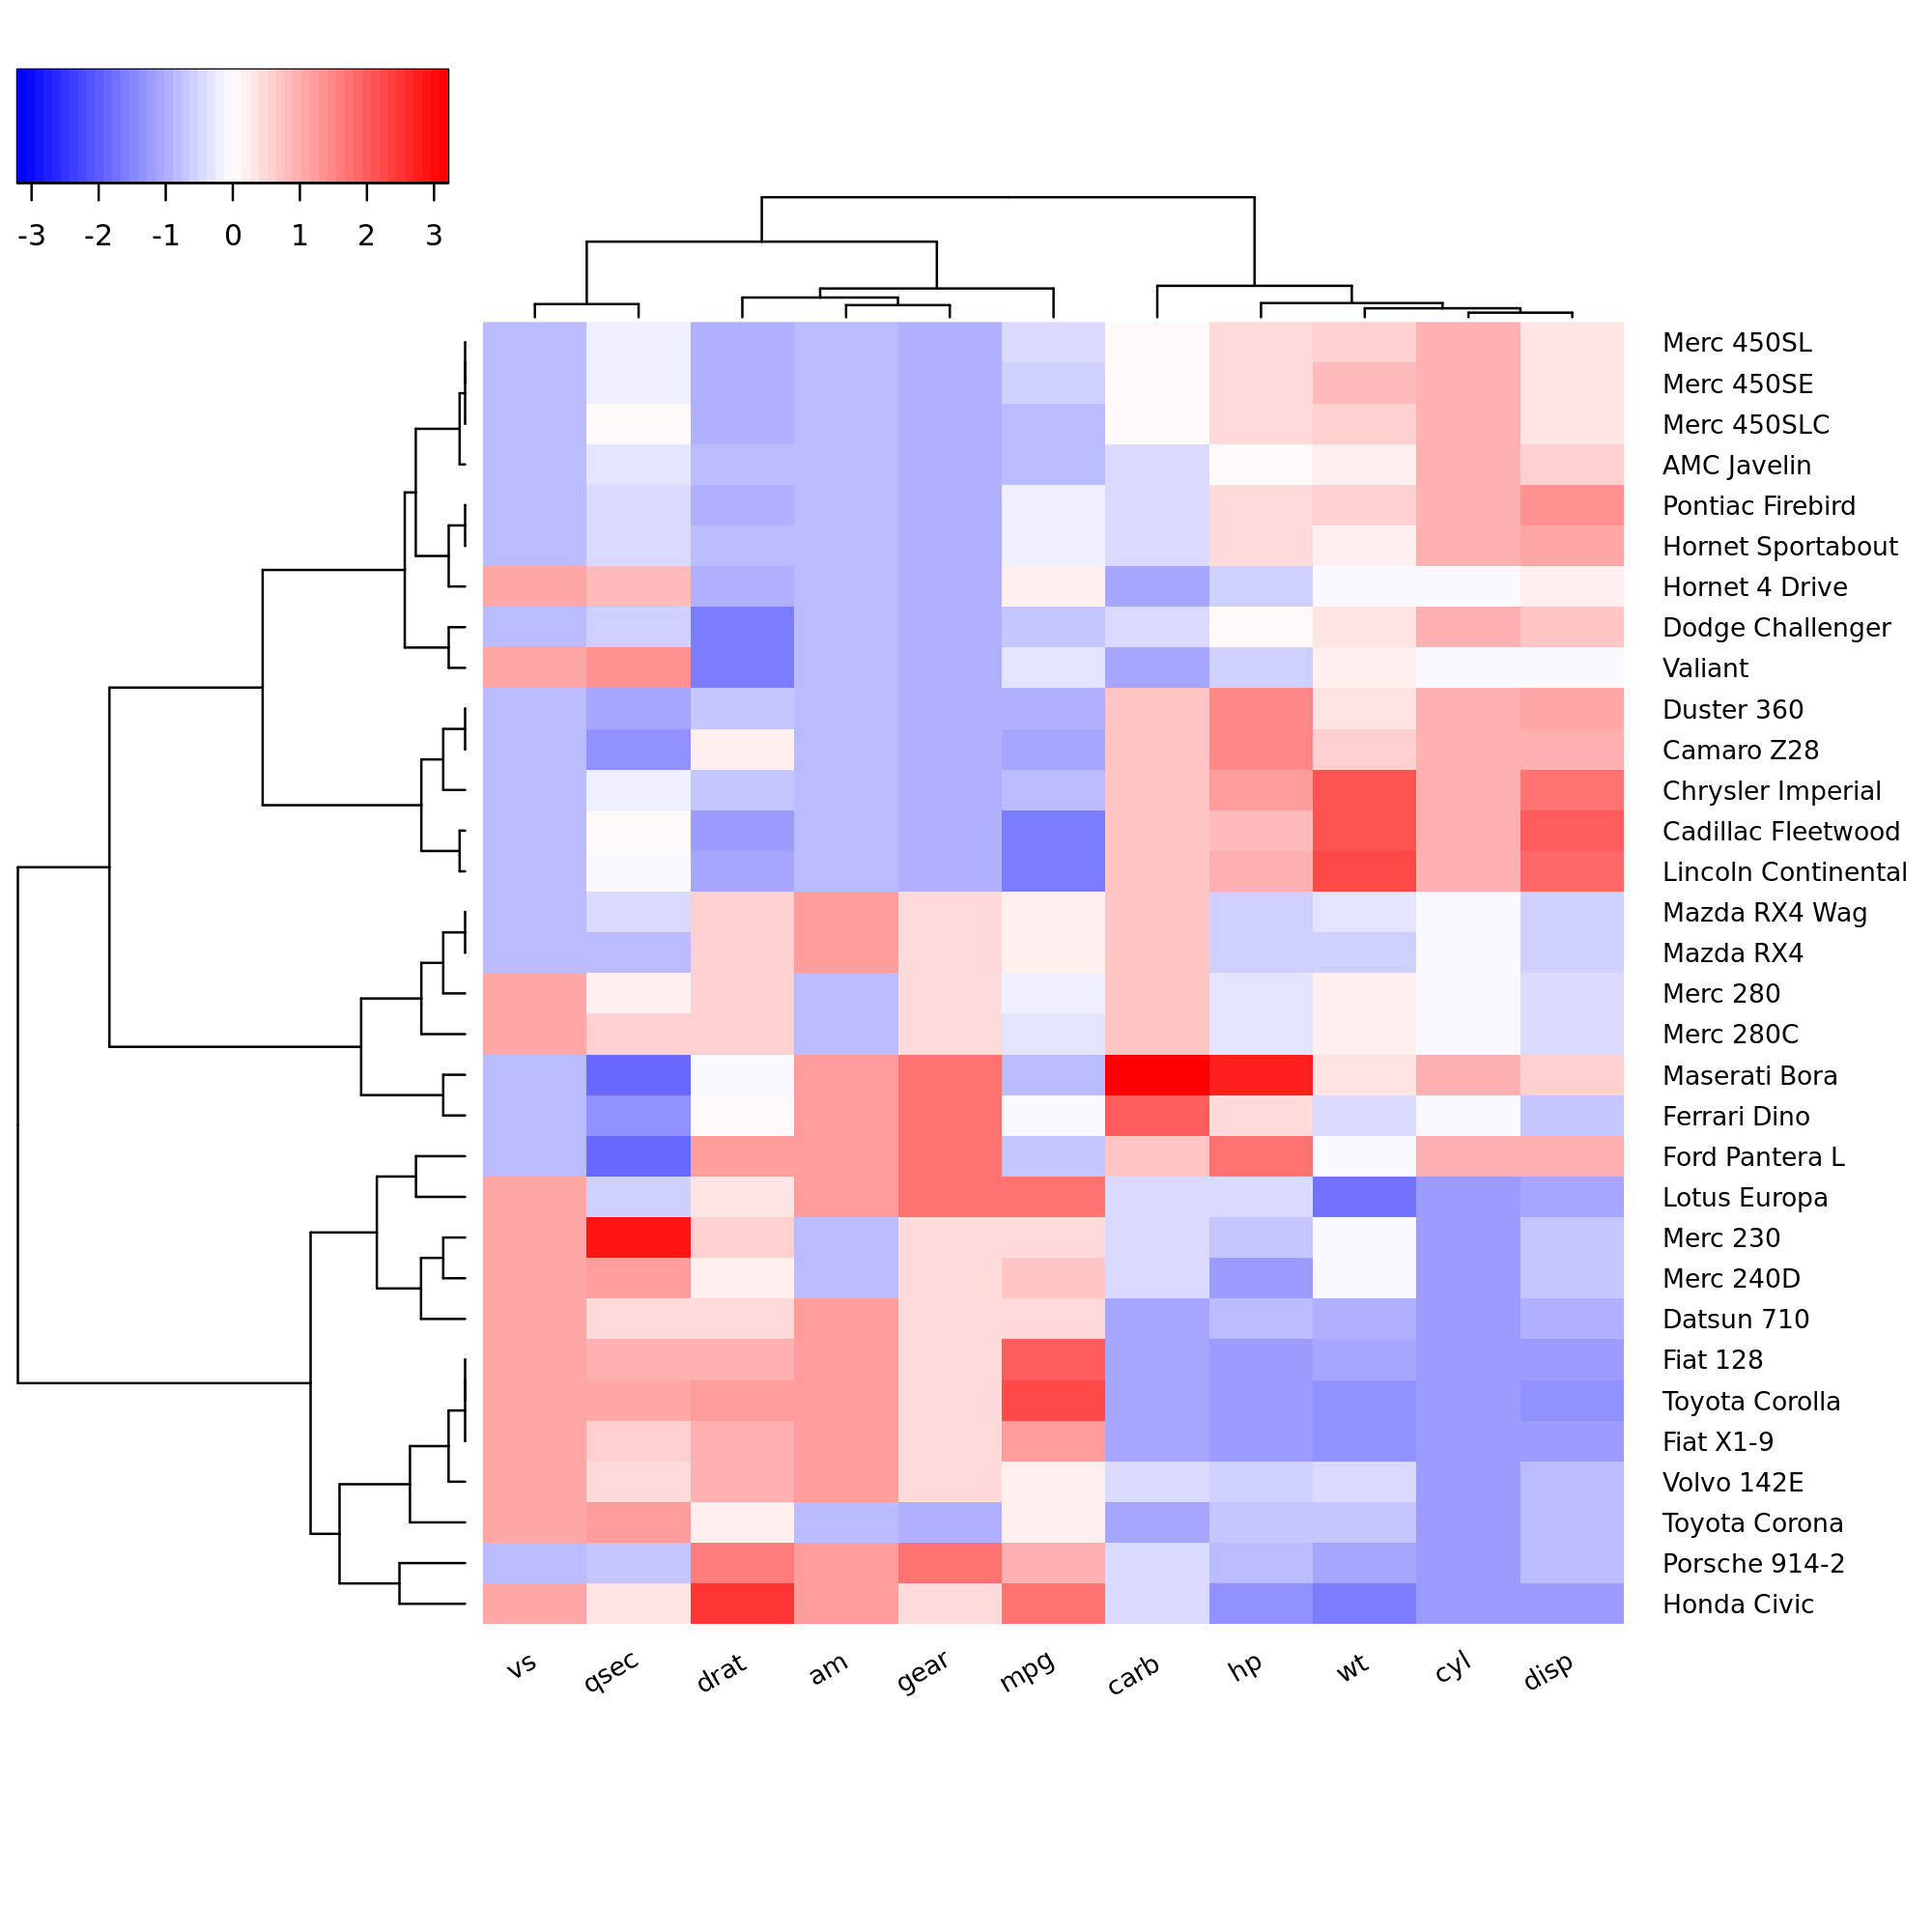 -3 -2 -1 0 1 2 3
Merc 450SL
Merc 450SE
Merc 450SLC
AMC Javelin
Pontiac Firebird
Hornet Sportabout
Hornet 4 Drive
Dodge Challenger
Valiant
Duster 360
Camaro Z28
Chrysler Imperial
Cadillac Fleetwood
Lincoln Continental
Mazda RX4 Wag
Mazda RX4
Merc 280
Merc 280C
Maserati Bora
Ferrari Dino
Ford Pantera L
Lotus Europa
Merc 230
Merc 240D
Datsun 710
Fiat 128
Toyota Corolla
Fiat X1-9
Volvo 142E
Toyota Corona
Porsche 914-2
Honda Civic
vs qsec drat am gear mpg carb hp wt cyl disp